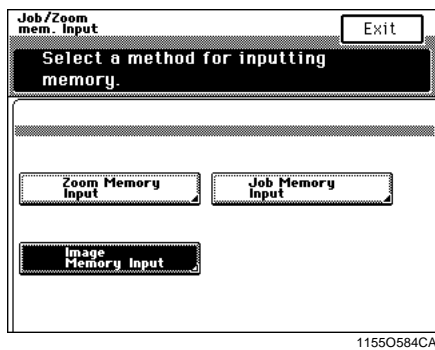 Job/Zoom
mem. Input
Exit
Select a method for inputting
memory.
Zoom Memory
Input
Job Memory
Input
Image
Memory Input
1155O584CA